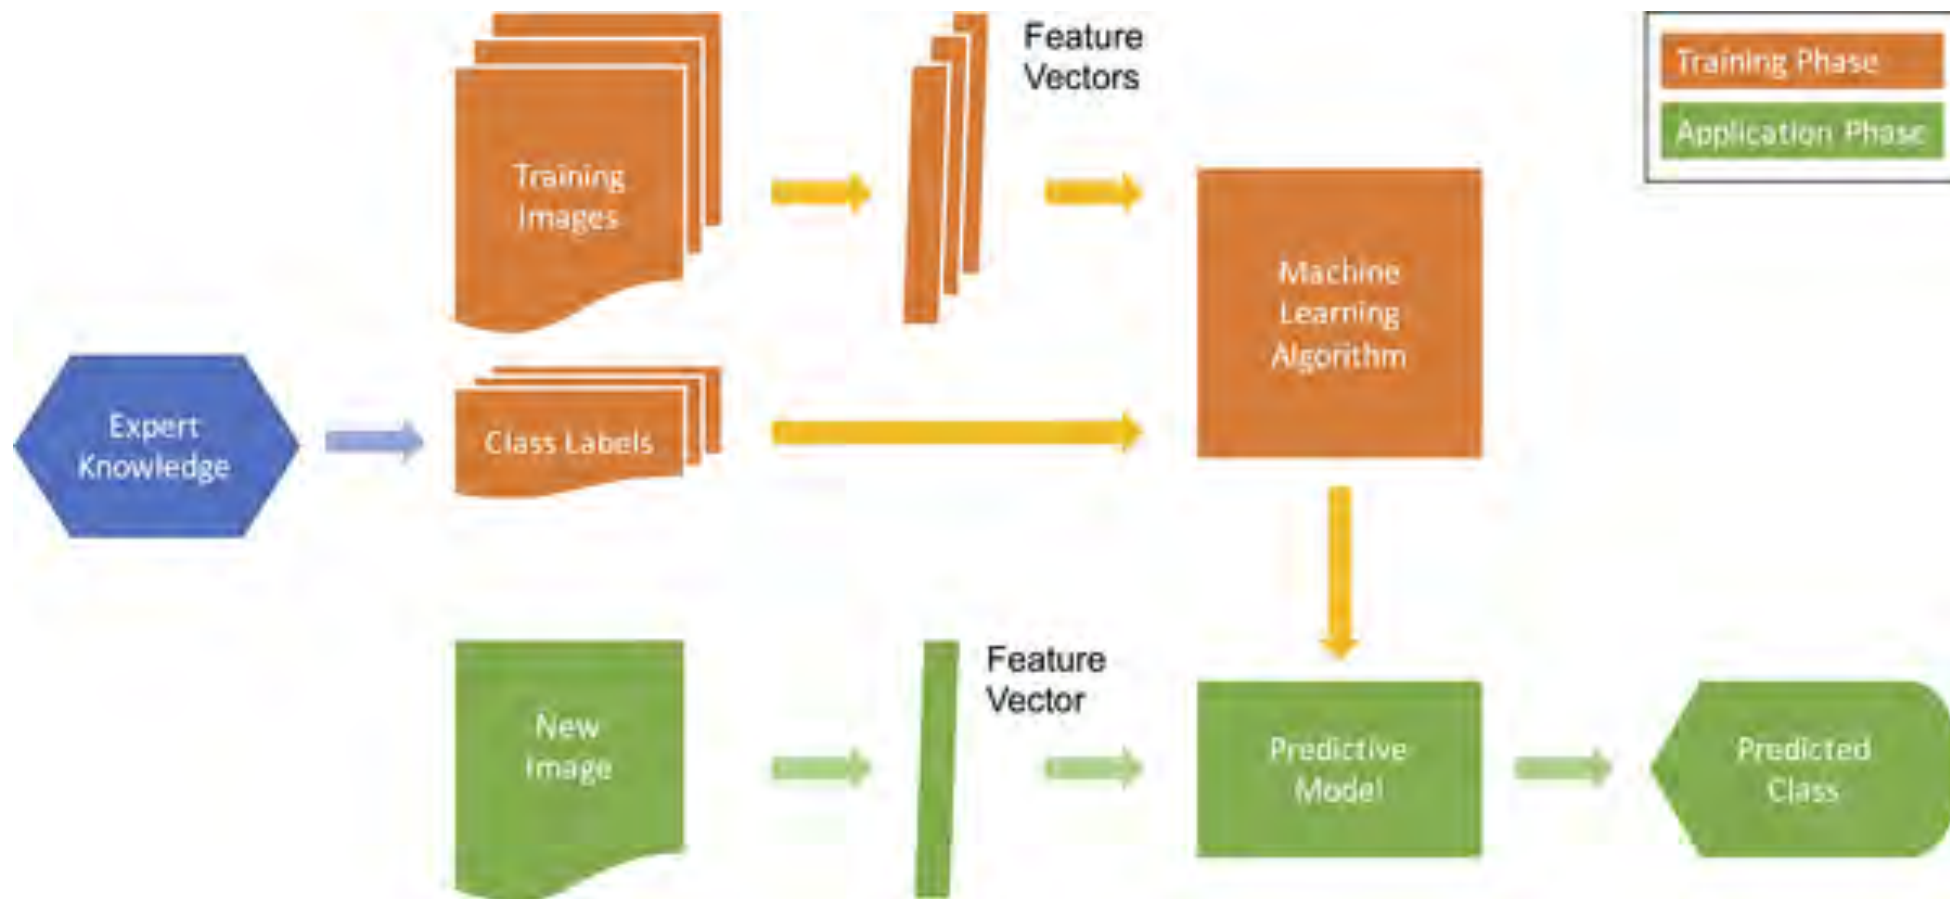 Feature
Vectors
Training Phase
Application Phase
Training
Images
Machine
Learning
Algorithm
Expert
Knowledge
Class Labels
Feature
Vector
New
Image
Predictive
Model
Predicted
Class